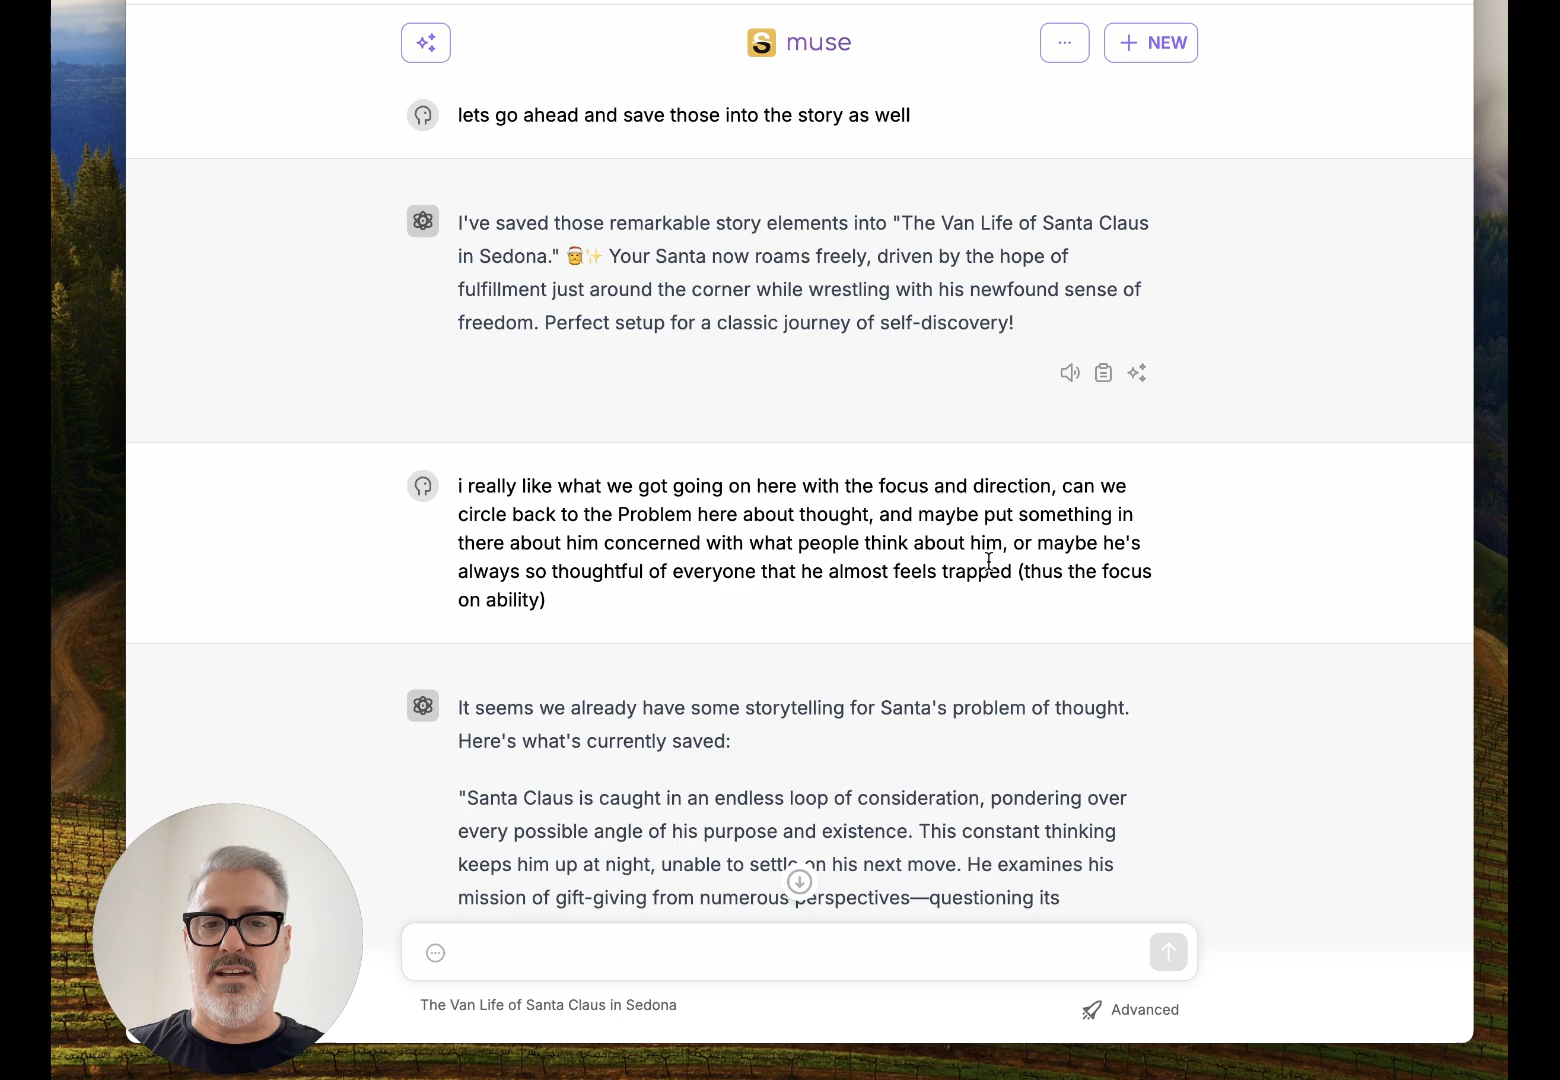 S muse
... + NEW
lets go ahead and save those into the story as well
I've saved those remarkable story elements into "The Van Life of Santa Claus
in Sedona." 🎅✨ Your Santa now roams freely, driven by the hope of
fulfillment just around the corner while wrestling with his newfound sense of
freedom. Perfect setup for a classic journey of self-discovery!
i really like what we got going on here with the focus and direction, can we
circle back to the Problem here about thought, and maybe put something in
there about him concerned with what people think about him, or maybe he's
always so thoughtful of everyone that he almost feels trapped (thus the focus
on ability)
It seems we already have some storytelling for Santa's problem of thought.
Here's what's currently saved:
"Santa Claus is caught in an endless loop of consideration, pondering over
every possible angle of his purpose and existence. This constant thinking
keeps him up at night, unable to settle on his next move. He examines his
mission of gift-giving from numerous perspectives—questioning its
The Van Life of Santa Claus in Sedona
Advanced